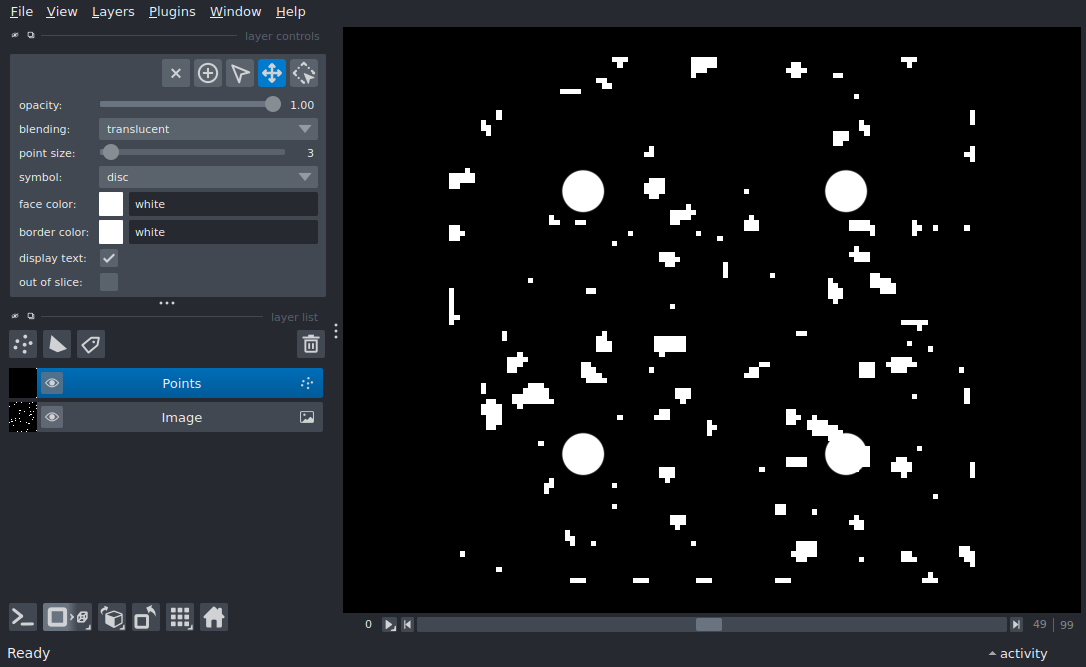 File View Layers Plugins Window Help
layer controls
opacity: 1.00
blending: translucent
point size: 3
symbol: disc
face color: white
border color: white
display text:
out of slice:
layer list
Points
Image
0 49 99
Ready activity